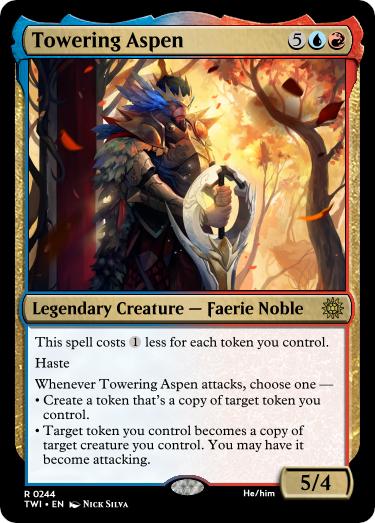 Towering Aspen 5
Legendary Creature — Faerie Noble
This spell costs 1 less for each token you control.
Haste
Whenever Towering Aspen attacks, choose one —
• Create a token that's a copy of target token you
control.
• Target token you control becomes a copy of
target creature you control. You may have it
become attacking.
5/4
R 0244 He/him
TWI • EN Nick Silva